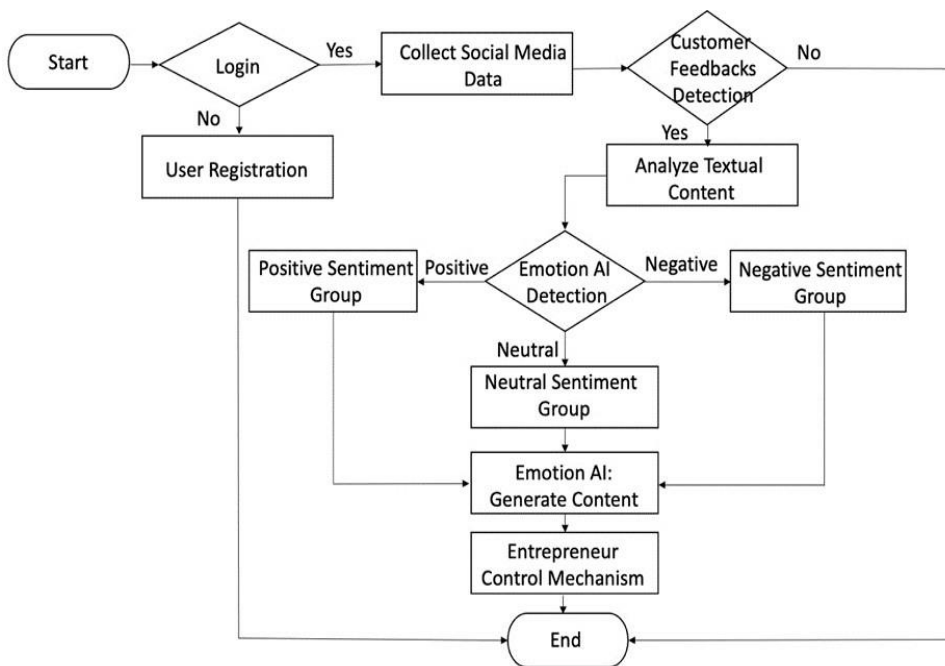 Start
Login
Yes
Collect Social Media
Data
Customer
Feedbacks
Detection
No
No
User Registration
Yes
Analyze Textual
Content
Positive Sentiment
Group
Positive
Emotion AI
Detection
Negative
Negative Sentiment
Group
Neutral
Neutral Sentiment
Group
Emotion AI:
Generate Content
Entrepreneur
Control Mechanism
End